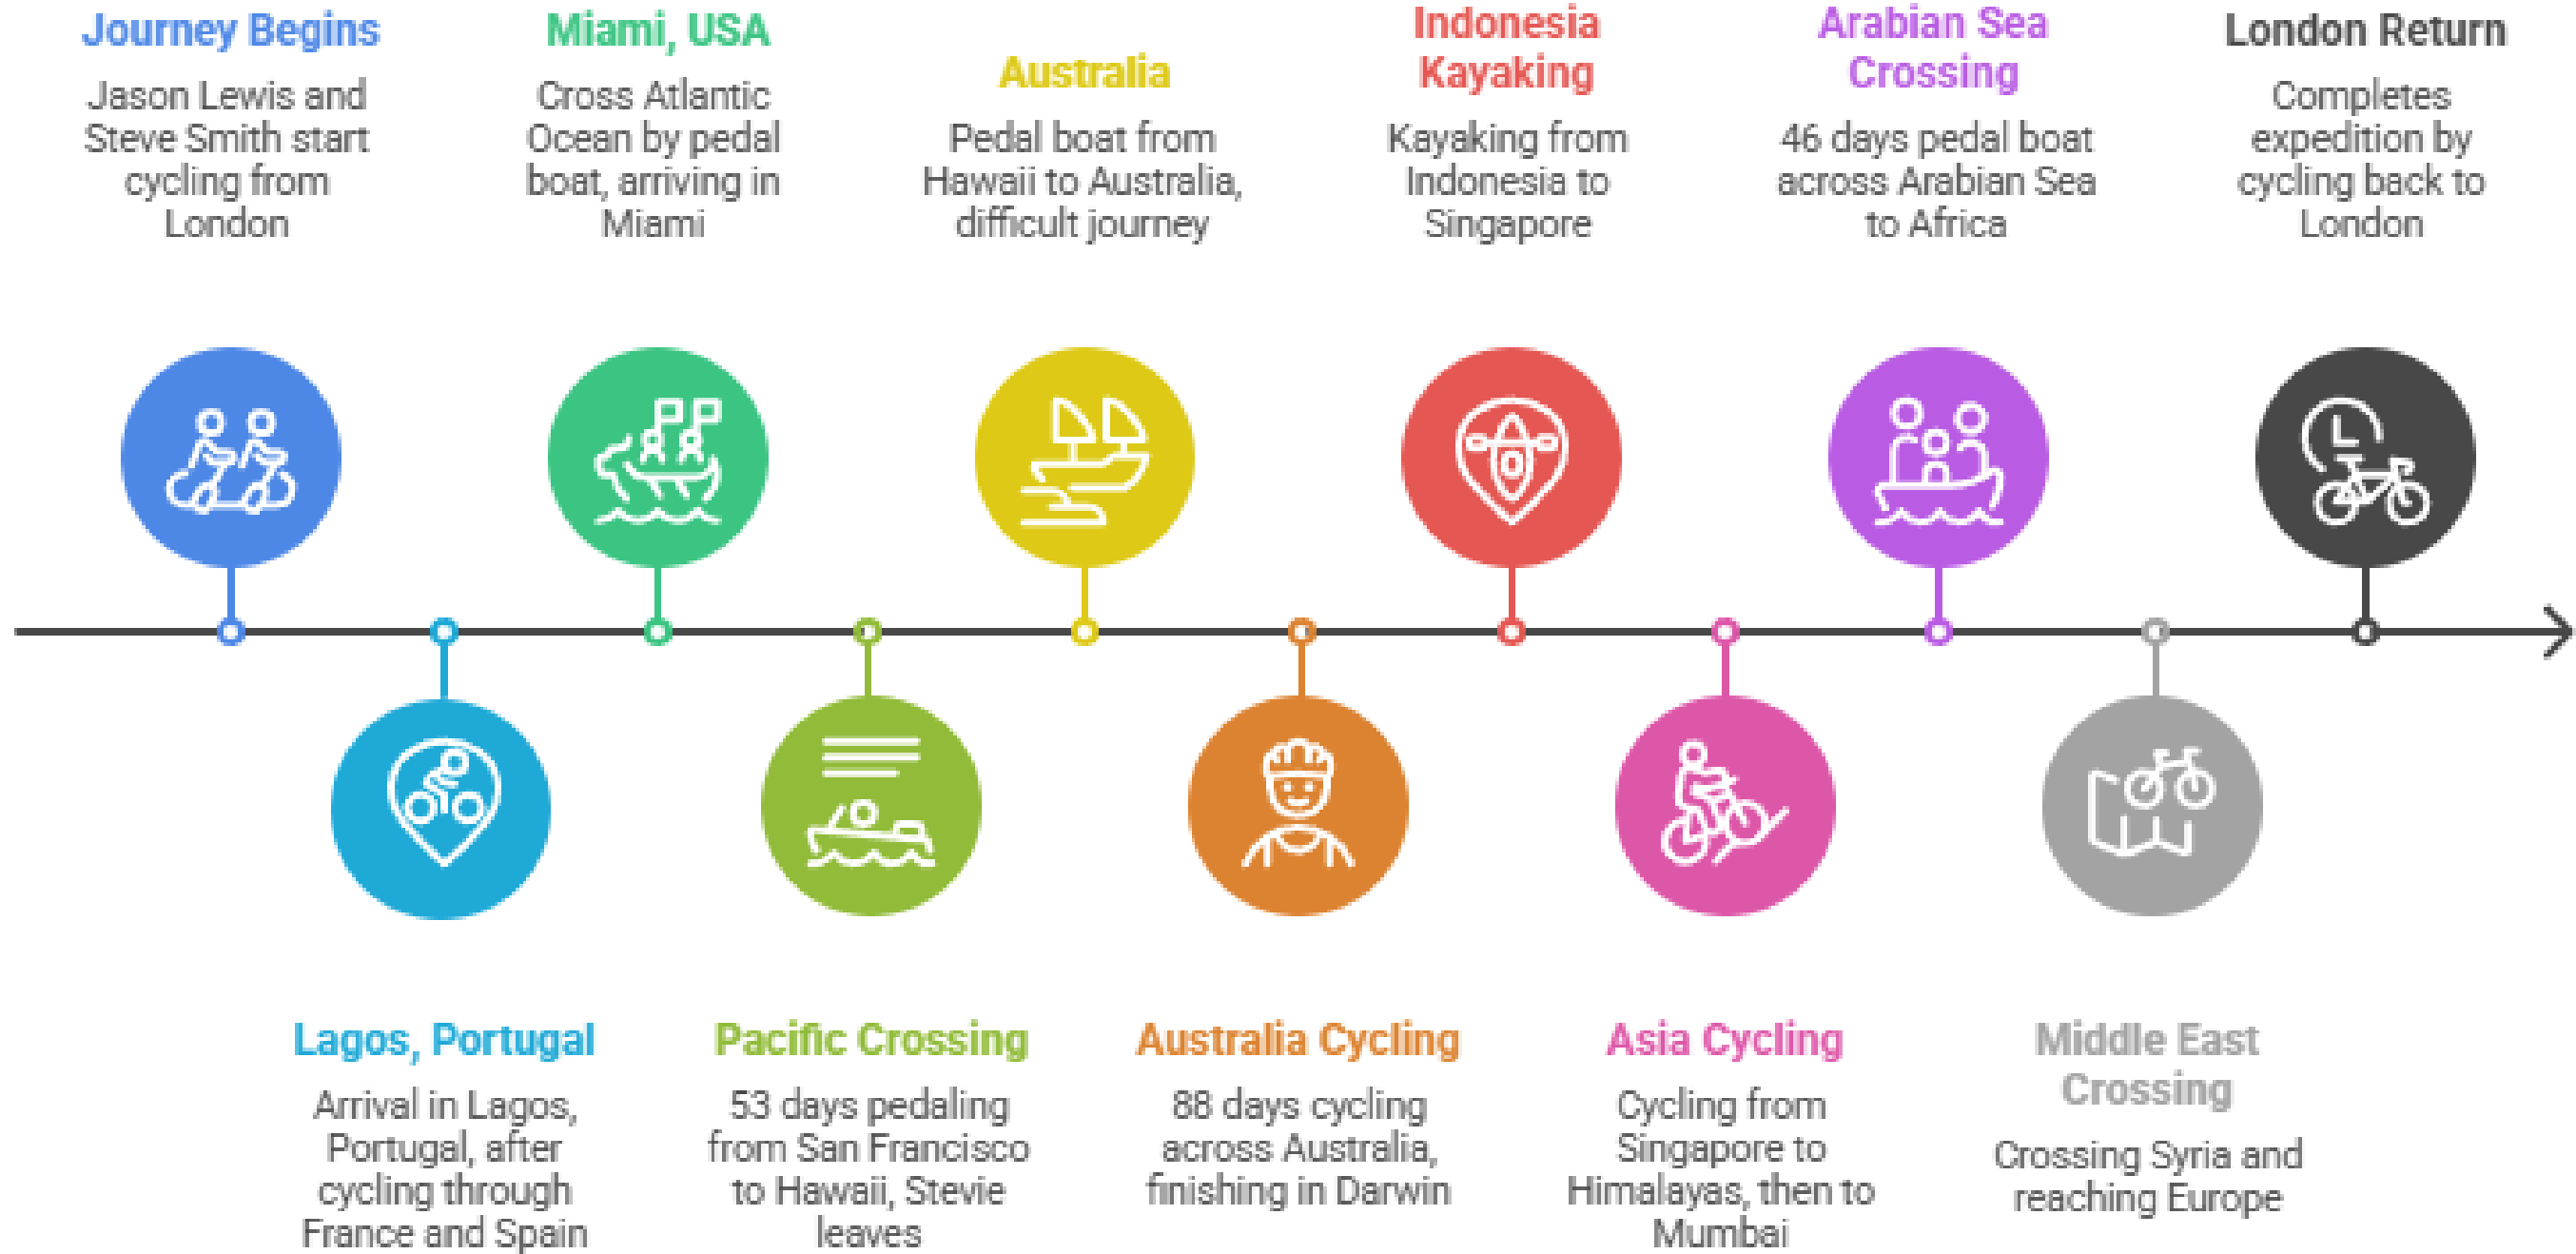 Journey Begins
Jason Lewis and
Steve Smith start
cycling from
London
Miami, USA
Cross Atlantic
Ocean by pedal
boat, arriving in
Miami
Australia
Pedal boat from
Hawaii to Australia,
difficult journey
Indonesia
Kayaking
Kayaking from
Indonesia to
Singapore
Arabian Sea
Crossing
46 days pedal boat
across Arabian Sea
to Africa
London Return
Completes
expedition by
cycling back to
London
Lagos, Portugal
Arrival in Lagos,
Portugal, after
cycling through
France and Spain
Pacific Crossing
53 days pedaling
from San Francisco
to Hawaii, Stevie
leaves
Australia Cycling
88 days cycling
across Australia,
finishing in Darwin
Asia Cycling
Cycling from
Singapore to
Himalayas, then to
Mumbai
Middle East
Crossing
Crossing Syria and
reaching Europe